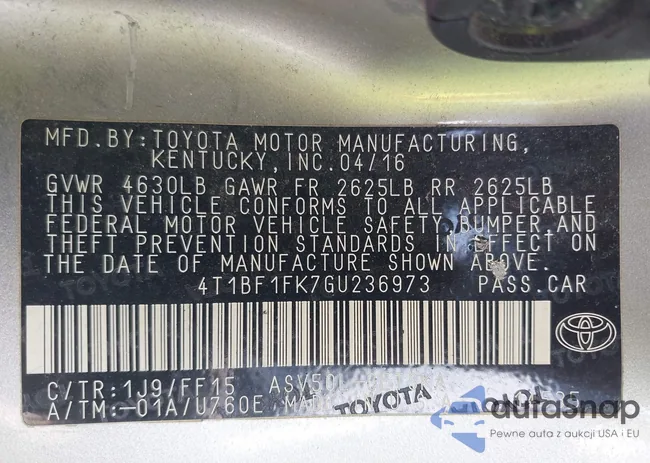 MFD.BY:TOYOTA MOTOR MANUFACTURING,
KENTUCKY,INC.04/16
GVWR 4630LB GAWR FR 2625LB RR 2625LB
THIS VEHICLE CONFORMS TO ALL APPLICABLE
FEDERAL MOTOR VEHICLE SAFETY,BUMPER,AND
THEFT PREVENTION STANDARDS IN EFFECT ON
THE DATE OF MANUFACTURE SHOWN ABOVE.
4T1BF1FK7GU236973 PASS.CAR
C/TR:1J9/FF15
A/TM:-01A/U760E
TOYOTA
autoSnap
Pewne auta z aukcji USA i EU